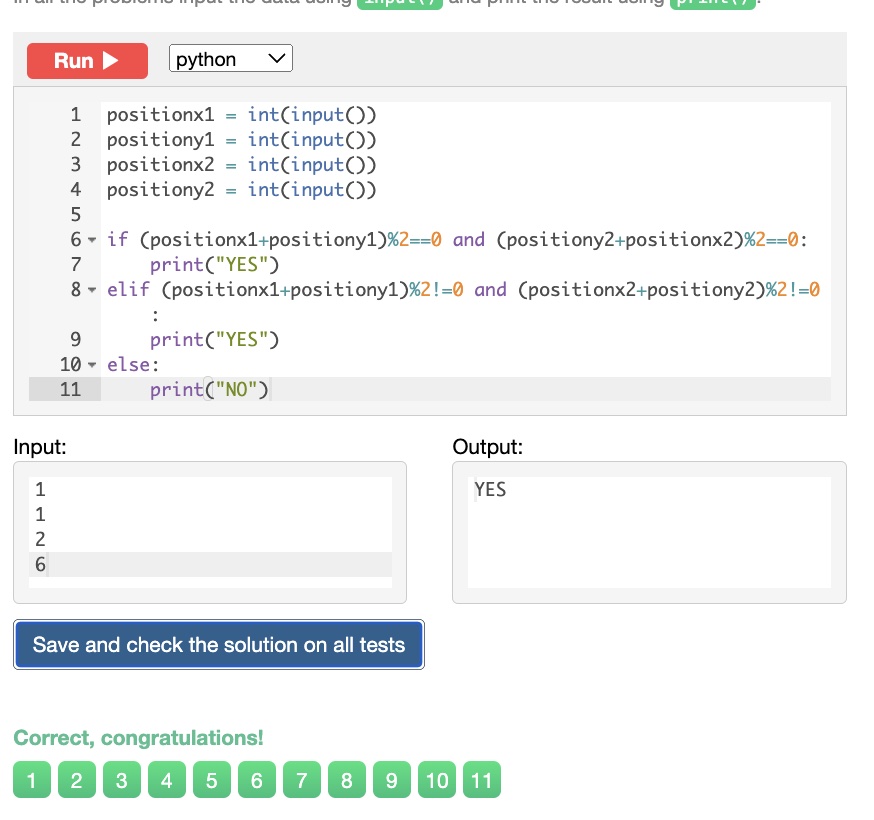 In all the problems input the data using input() and print the result using print().
Run
python
1 positionx1 = int(input())
2 positiony1 = int(input())
3 positionx2 = int(input())
4 positiony2 = int(input())
5
6 if (positionx1+positiony1)%2==0 and (positiony2+positionx2)%2==0:
7 print("YES")
8 elif (positionx1+positiony1)%2!=0 and (positionx2+positiony2)%2!=0
:
9 print("YES")
10 else:
11 print("NO")
Input:
1
1
2
6
Output:
YES
Save and check the solution on all tests
Correct, congratulations!
1 2 3 4 5 6 7 8 9 10 11